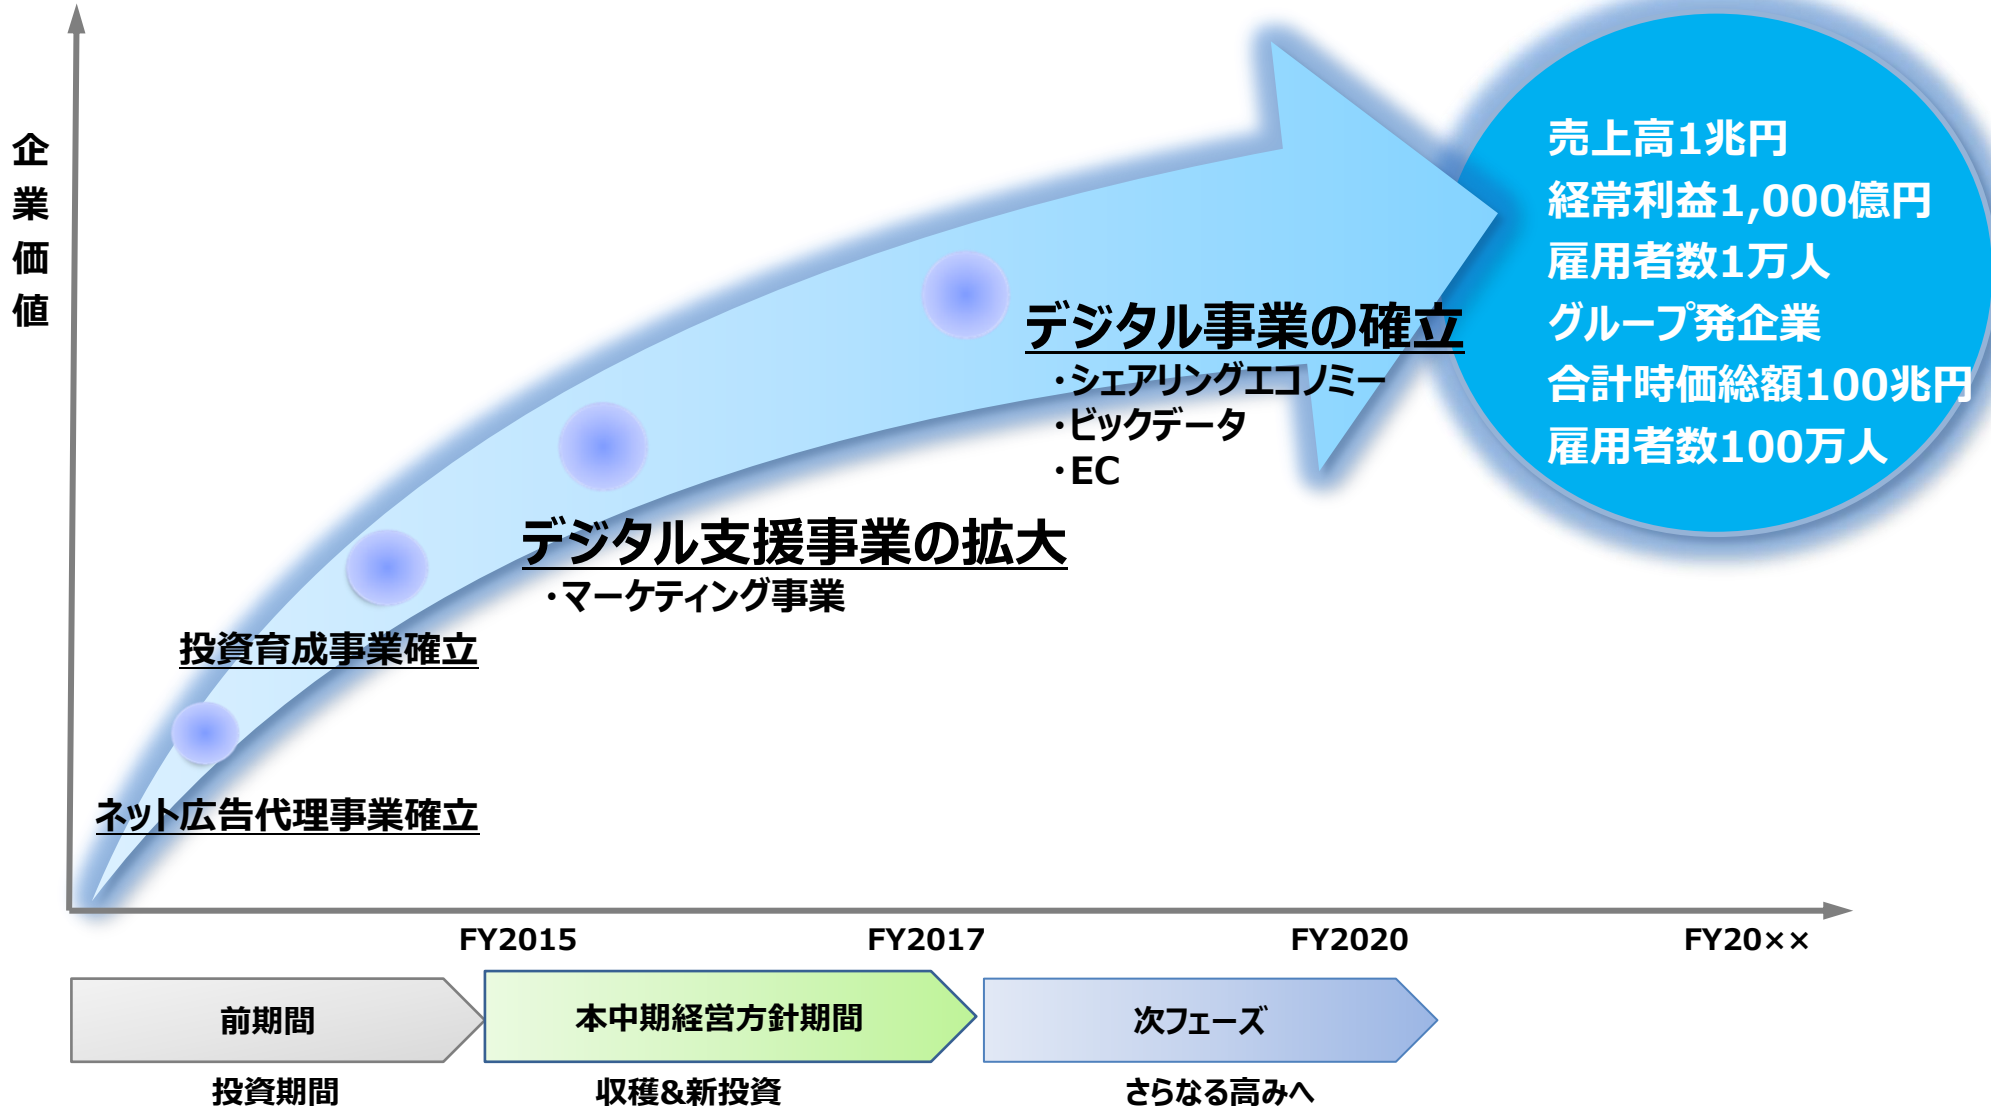 企業価値
売上高1兆円
経常利益1,000億円
雇用者数1万人
グループ発企業
合計時価総額100兆円
雇用者数100万人
デジタル事業の確立
・シェアリングエコノミー
・ビックデータ
・EC
デジタル支援事業の拡大
・マーケティング事業
投資育成事業確立
ネット広告代理事業確立
FY2015
FY2017
FY2020
FY20××
前期間
本中期経営方針期間
次フェーズ
投資期間
収穫&新投資
さらなる高みへ